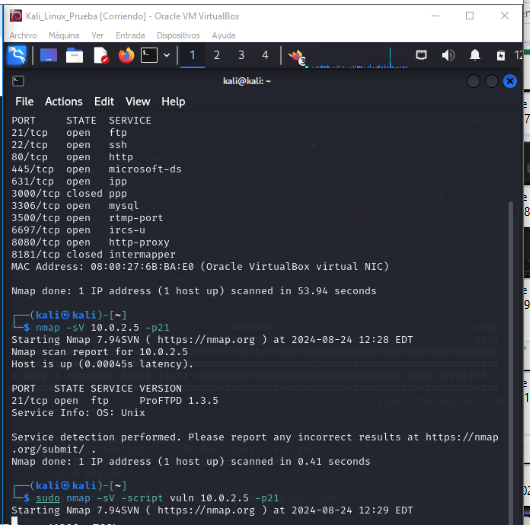 Kali_Linux_Prueba [Corriendo] - Oracle VM VirtualBox
Archivo Máquina Ver Entrada Dispositivos Ayuda
1 2 3 4
kali@kali: ~
File Actions Edit View Help
PORT STATE SERVICE
21/tcp open ftp
22/tcp open ssh
80/tcp open http
445/tcp open microsoft-ds
631/tcp open ipp
3000/tcp closed ppp
3306/tcp open mysql
3500/tcp open rtmp-port
6697/tcp open ircs-u
8080/tcp open http-proxy
8181/tcp closed intermapper
MAC Address: 08:00:27:6B:BA:E0 (Oracle VirtualBox virtual NIC)
Nmap done: 1 IP address (1 host up) scanned in 53.94 seconds
┌──(kali㉿kali)-[~]
└─$ nmap -sV 10.0.2.5 -p21
Starting Nmap 7.94SVN ( https://nmap.org ) at 2024-08-24 12:28 EDT
Nmap scan report for 10.0.2.5
Host is up (0.00045s latency).
PORT STATE SERVICE VERSION
21/tcp open ftp ProFTPD 1.3.5
Service Info: OS: Unix
Service detection performed. Please report any incorrect results at https://nmap
.org/submit/ .
Nmap done: 1 IP address (1 host up) scanned in 0.41 seconds
┌──(kali㉿kali)-[~]
└─$ sudo nmap -sV -script vuln 10.0.2.5 -p21
Starting Nmap 7.94SVN ( https://nmap.org ) at 2024-08-24 12:29 EDT